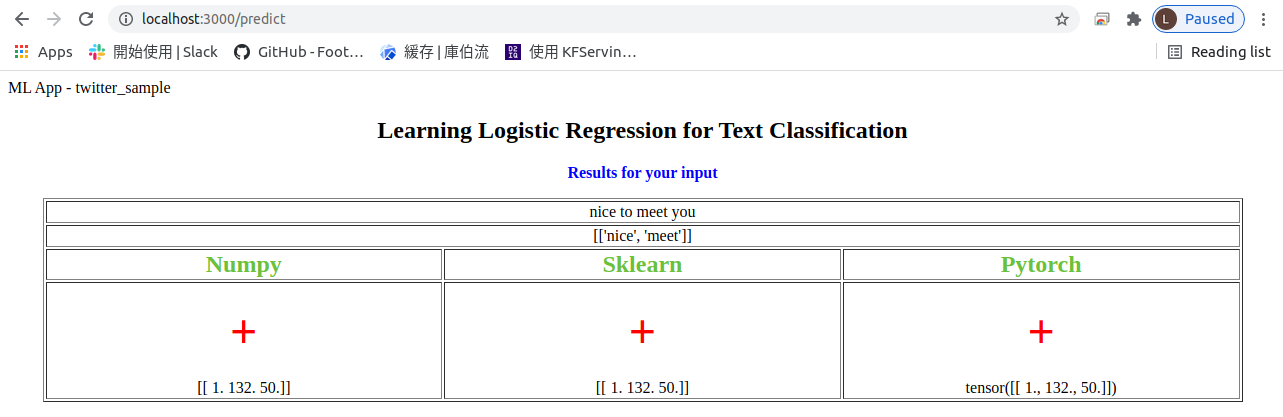 localhost:3000/predict
L Paused
Apps 開始使用 | Slack GitHub - Foot… 緩存 | 庫伯流 D2 IQ 使用 KFServin… Reading list
ML App - twitter_sample
Learning Logistic Regression for Text Classification
Results for your input
nice to meet you
[['nice', 'meet']]
Numpy Sklearn Pytorch
+ + +
[[ 1. 132. 50.]] [[ 1. 132. 50.]] tensor([[ 1., 132., 50.]])